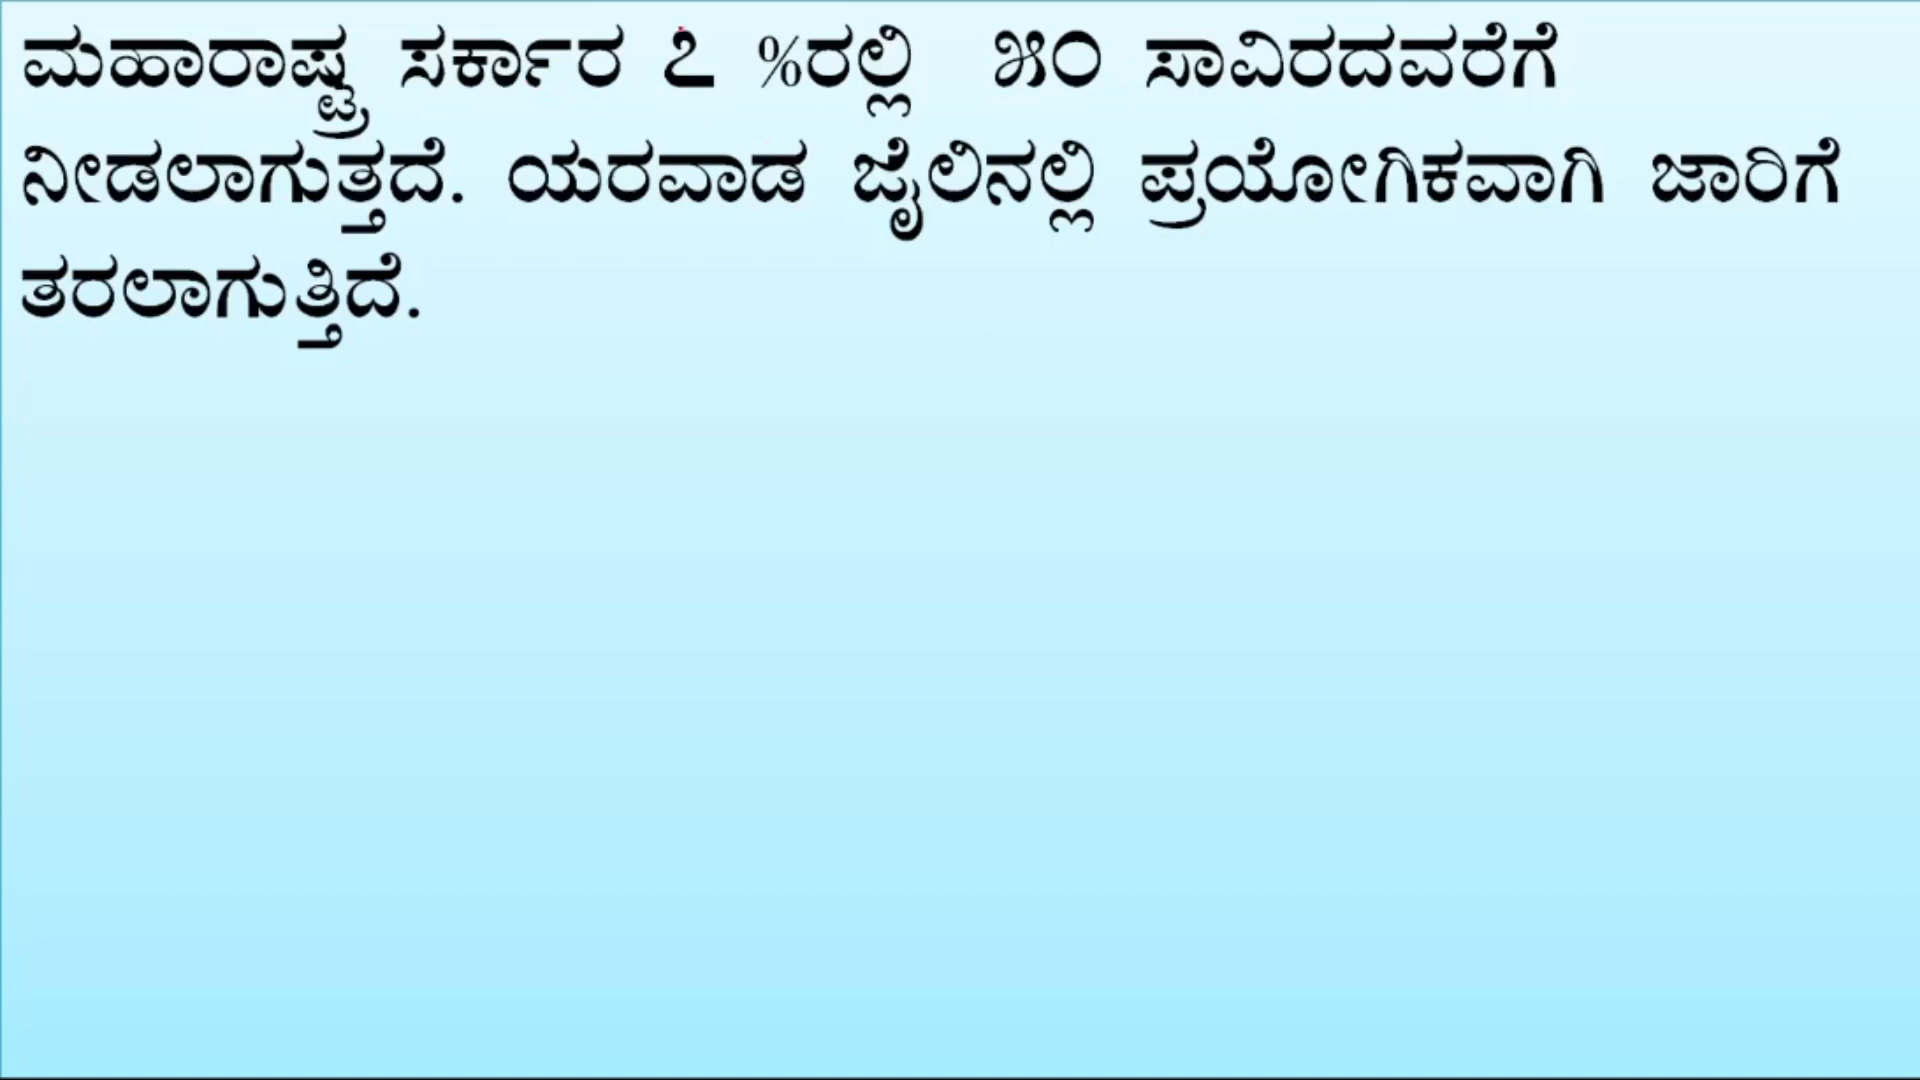 ಮಹಾರಾಷ್ಟ್ರ ಸರ್ಕಾರ ೭ %ರಲ್ಲಿ ೫೦ ಸಾವಿರದವರೆಗೆ
ನೀಡಲಾಗುತ್ತದೆ. ಯರವಾಡ ಜೈಲಿನಲ್ಲಿ ಪ್ರಯೋಗಿಕವಾಗಿ ಜಾರಿಗೆ
ತರಲಾಗುತ್ತಿದೆ.